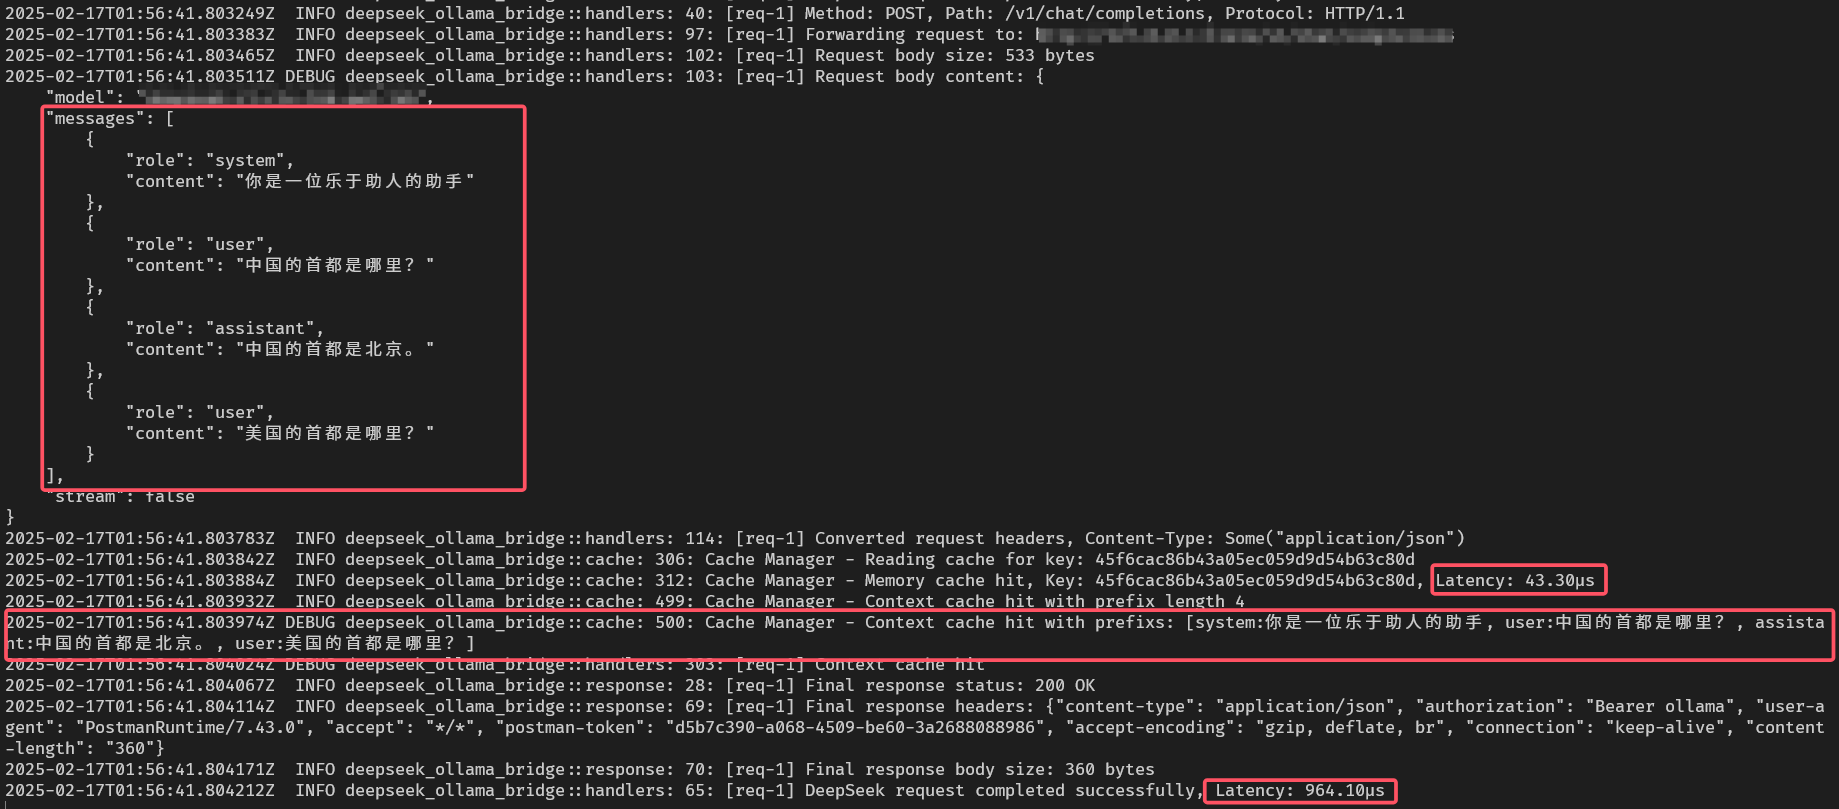 2025-02-17T01:56:41.803249Z  INFO deepseek_ollama_bridge::handlers: 40: [req-1] Method: POST, Path: /v1/chat/completions, Protocol: HTTP/1.1
2025-02-17T01:56:41.803383Z  INFO deepseek_ollama_bridge::handlers: 97: [req-1] Forwarding request to:
2025-02-17T01:56:41.803465Z  INFO deepseek_ollama_bridge::handlers: 102: [req-1] Request body size: 533 bytes
2025-02-17T01:56:41.803511Z DEBUG deepseek_ollama_bridge::handlers: 103: [req-1] Request body content: {
    "model": "
    "messages": [
        {
            "role": "system",
            "content": "你是一位乐于助人的助手"
        },
        {
            "role": "user",
            "content": "中国的首都是哪里？"
        },
        {
            "role": "assistant",
            "content": "中国的首都是北京。"
        },
        {
            "role": "user",
            "content": "美国的首都是哪里？"
        }
    ],
    "stream": false
}
2025-02-17T01:56:41.803783Z  INFO deepseek_ollama_bridge::handlers: 114: [req-1] Converted request headers, Content-Type: Some("application/json")
2025-02-17T01:56:41.803842Z  INFO deepseek_ollama_bridge::cache: 306: Cache Manager - Reading cache for key: 45f6cac86b43a05ec059d9d54b63c80d
2025-02-17T01:56:41.803884Z  INFO deepseek_ollama_bridge::cache: 312: Cache Manager - Memory cache hit, Key: 45f6cac86b43a05ec059d9d54b63c80d, Latency: 43.30µs
2025-02-17T01:56:41.803932Z  INFO deepseek_ollama_bridge::cache: 499: Cache Manager - Context cache hit with prefix length 4
2025-02-17T01:56:41.803974Z DEBUG deepseek_ollama_bridge::cache: 500: Cache Manager - Context cache hit with prefixs: [system:你是一位乐于助人的助手, user:中国的首都是哪里？, assista
nt:中国的首都是北京。, user:美国的首都是哪里？]
2025-02-17T01:56:41.804024Z DEBUG deepseek_ollama_bridge::handlers: 303: [req-1] Context cache hit
2025-02-17T01:56:41.804067Z  INFO deepseek_ollama_bridge::response: 28: [req-1] Final response status: 200 OK
2025-02-17T01:56:41.804114Z  INFO deepseek_ollama_bridge::response: 69: [req-1] Final response headers: {"content-type": "application/json", "authorization": "Bearer ollama", "user-a
gent": "PostmanRuntime/7.43.0", "accept": "*/*", "postman-token": "d5b7c390-a068-4509-be60-3a2688088986", "accept-encoding": "gzip, deflate, br", "connection": "keep-alive", "content
-length": "360"}
2025-02-17T01:56:41.804171Z  INFO deepseek_ollama_bridge::response: 70: [req-1] Final response body size: 360 bytes
2025-02-17T01:56:41.804212Z  INFO deepseek_ollama_bridge::handlers: 65: [req-1] DeepSeek request completed successfully, Latency: 964.10µs